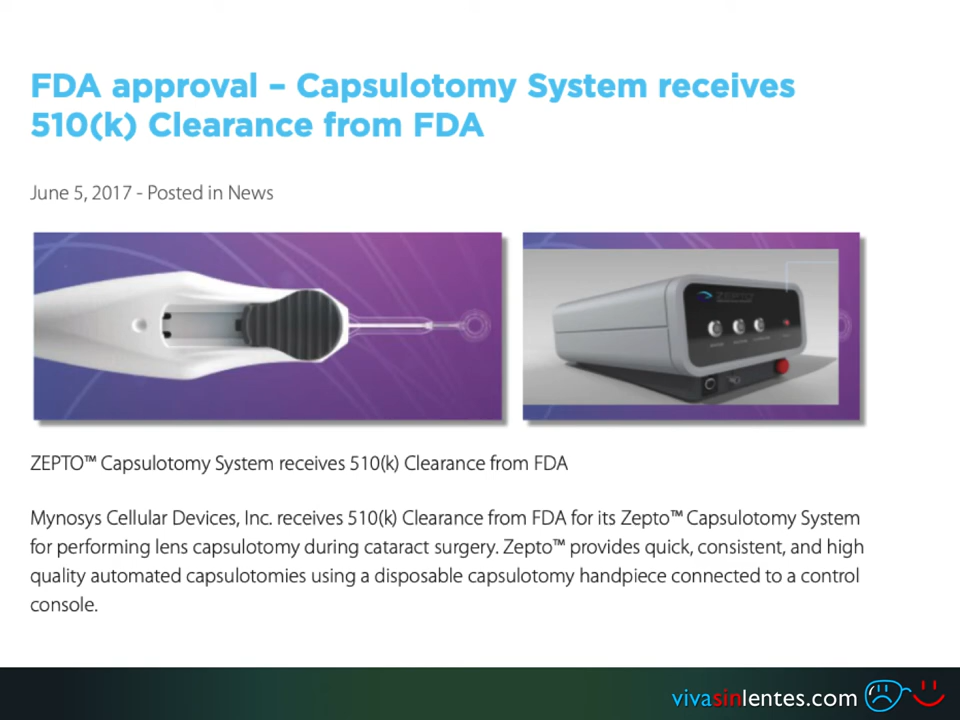 FDA approval – Capsulotomy System receives
510(k) Clearance from FDA
June 5, 2017 - Posted in News
ZEPTO
ZEPTO™ Capsulotomy System receives 510(k) Clearance from FDA
Mynosys Cellular Devices, Inc. receives 510(k) Clearance from FDA for its Zepto™ Capsulotomy System
for performing lens capsulotomy during cataract surgery. Zepto™ provides quick, consistent, and high
quality automated capsulotomies using a disposable capsulotomy handpiece connected to a control
console.
vivasinlentes.com